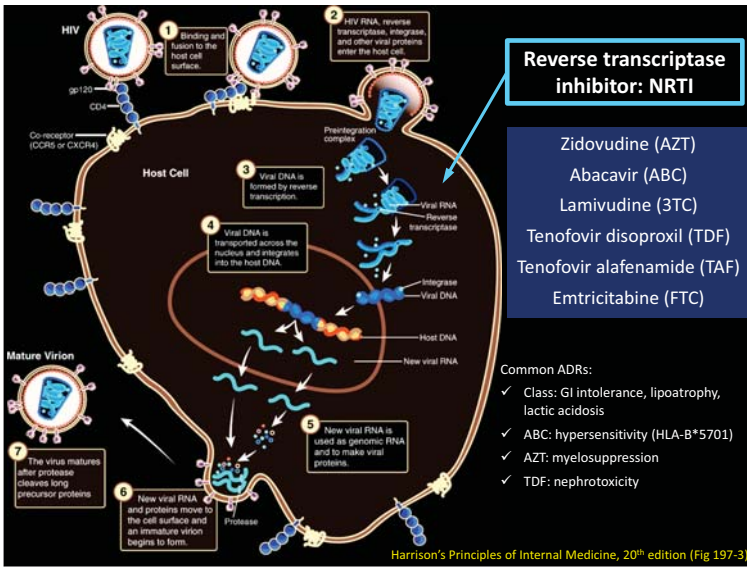 HIV
1
Binding and
fusion to the
host cell
surface.
2
HIV RNA, reverse
transcriptase, integrase,
and other viral proteins
enter the host cell.
Reverse transcriptase
inhibitor: NRTI
gp120
CD4
Co-receptor
(CCR5 or CXCR4)
Preintegration
complex
Host Cell
3
Viral DNA is
formed by reverse
transcription.
Viral RNA
Reverse
transcriptase
4
Viral DNA is
transported across the
nucleus and integrates
into the host DNA.
Integrase
Viral DNA
Host DNA
New viral RNA
Zidovudine (AZT)
Abacavir (ABC)
Lamivudine (3TC)
Tenofovir disoproxil (TDF)
Tenofovir alafenamide (TAF)
Emtricitabine (FTC)
Mature Virion
5
New viral RNA is
used as genomic RNA
and to make viral
proteins.
7
The virus matures
after protease
cleaves long
precursor proteins
6
New viral RNA
and proteins move to
the cell surface and
an immature virion
begins to form.
Protease
Common ADRs:
✓ Class: GI intolerance, lipoatrophy,
lactic acidosis
✓ ABC: hypersensitivity (HLA-B*5701)
✓ AZT: myelosuppression
✓ TDF: nephrotoxicity
Harrison's Principles of Internal Medicine, 20th edition (Fig 197-3)